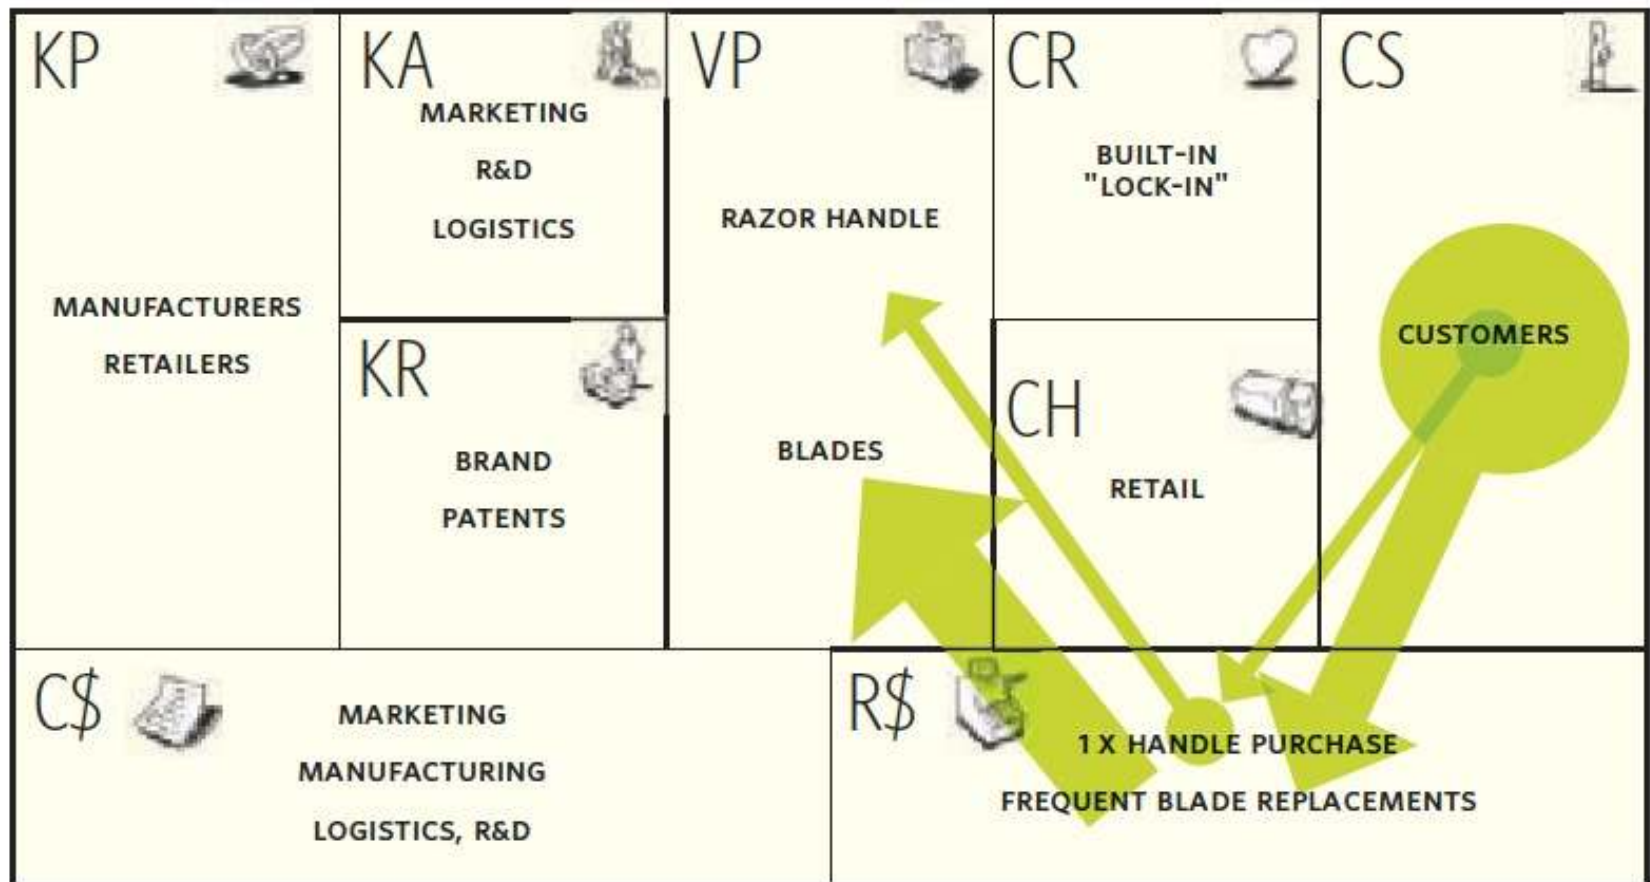 KP
MANUFACTURERS
RETAILERS
KA
MARKETING
R&D
LOGISTICS
KR
BRAND
PATENTS
VP
RAZOR HANDLE
BLADES
CR
BUILT-IN
"LOCK-IN"
CH
RETAIL
CS
CUSTOMERS
C$
MARKETING
MANUFACTURING
LOGISTICS, R&D
R$
1 X HANDLE PURCHASE
FREQUENT BLADE REPLACEMENTS